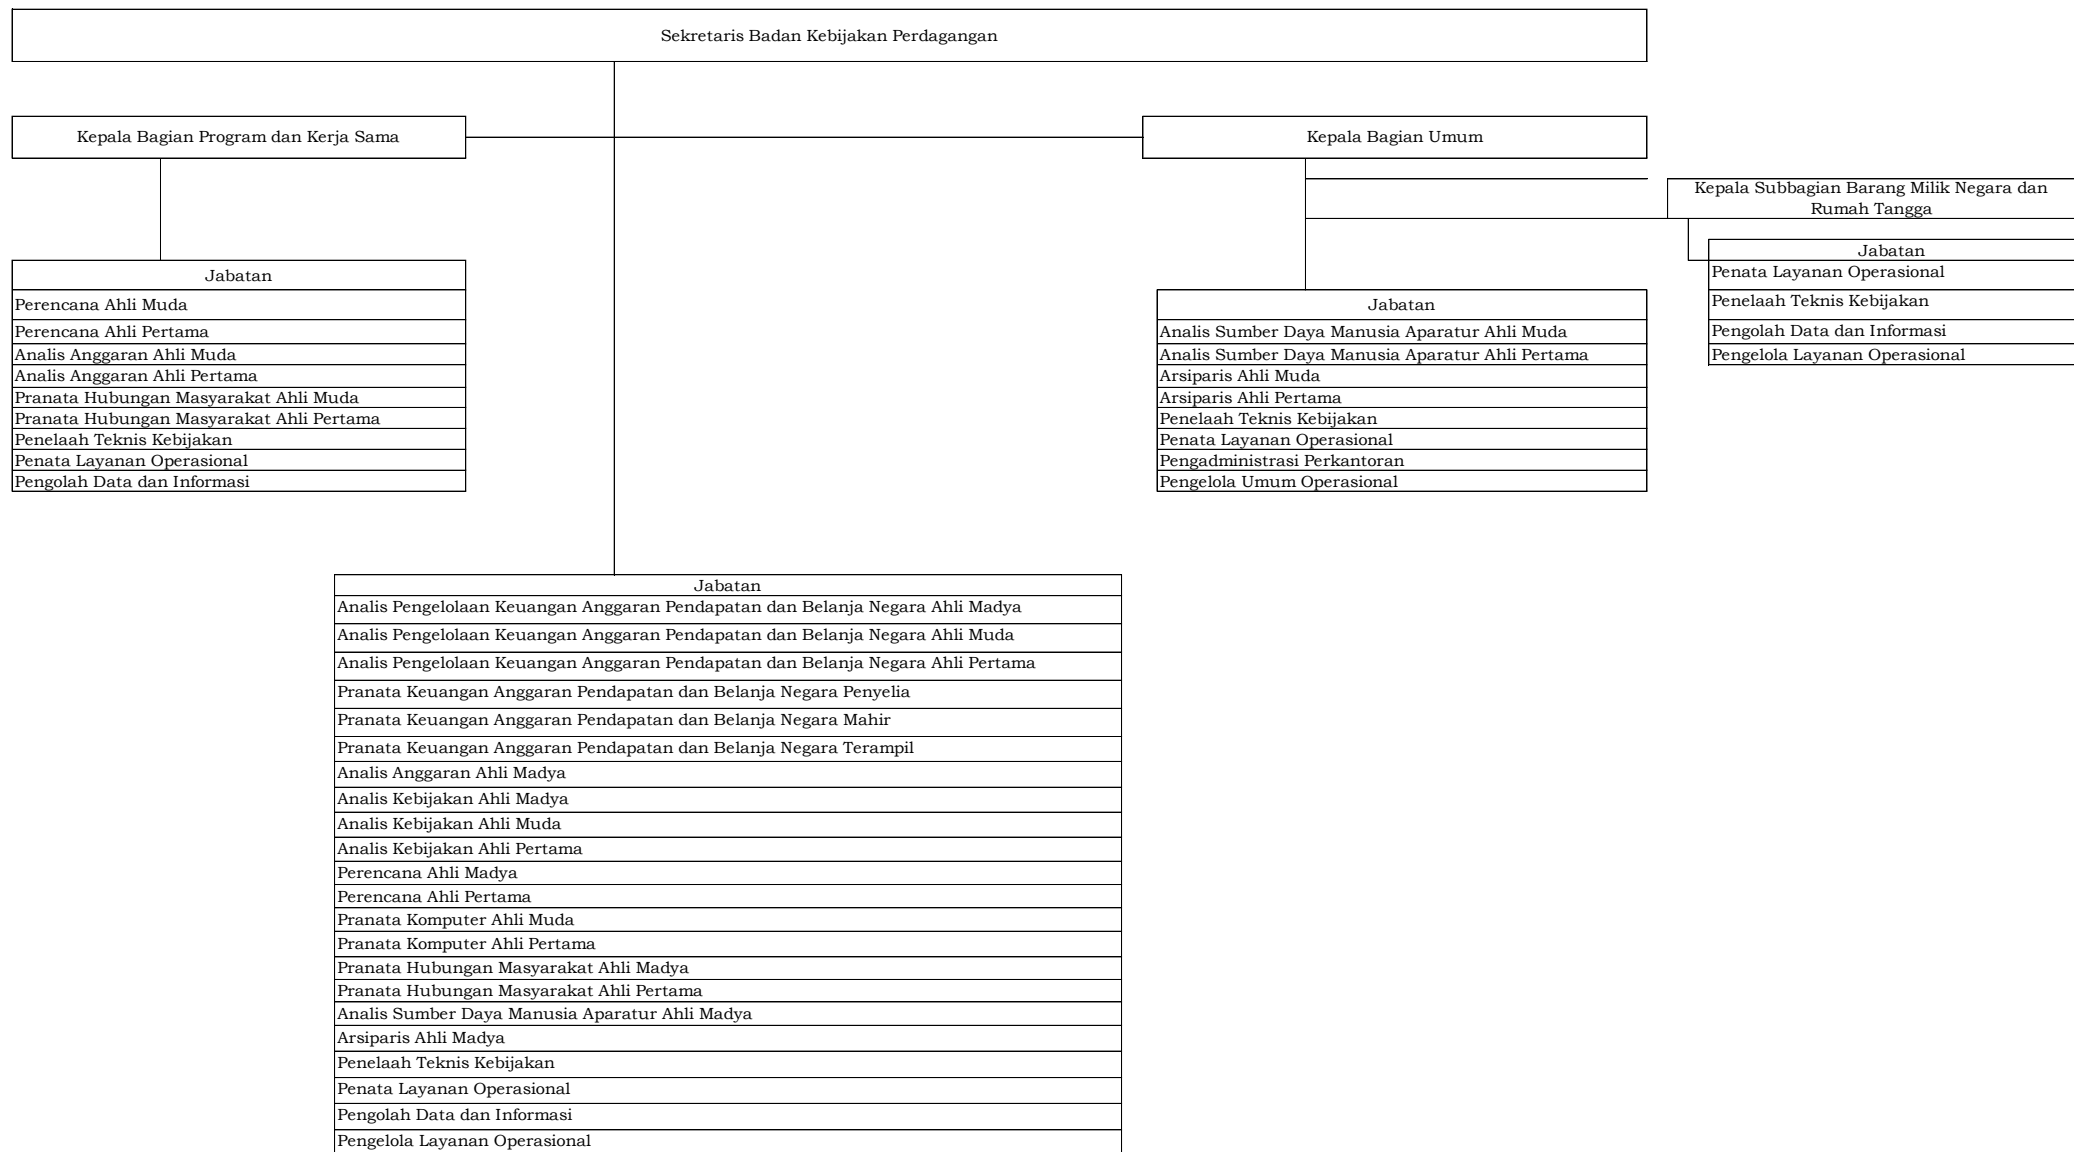 Sekretaris Badan Kebijakan Perdagangan
Kepala Bagian Program dan Kerja Sama
Kepala Bagian Umum
Kepala Subbagian Barang Milik Negara dan
Rumah Tangga
Jabatan
Penata Layanan Operasional
Penelaah Teknis Kebijakan
Pengolah Data dan Informasi
Pengelola Layanan Operasional
Jabatan
Perencana Ahli Muda
Perencana Ahli Pertama
Analis Anggaran Ahli Muda
Analis Anggaran Ahli Pertama
Pranata Hubungan Masyarakat Ahli Muda
Pranata Hubungan Masyarakat Ahli Pertama
Penelaah Teknis Kebijakan
Penata Layanan Operasional
Pengolah Data dan Informasi
Jabatan
Analis Sumber Daya Manusia Aparatur Ahli Muda
Analis Sumber Daya Manusia Aparatur Ahli Pertama
Arsiparis Ahli Muda
Arsiparis Ahli Pertama
Penelaah Teknis Kebijakan
Penata Layanan Operasional
Pengadministrasi Perkantoran
Pengelola Umum Operasional
Jabatan
Analis Pengelolaan Keuangan Anggaran Pendapatan dan Belanja Negara Ahli Madya
Analis Pengelolaan Keuangan Anggaran Pendapatan dan Belanja Negara Ahli Muda
Analis Pengelolaan Keuangan Anggaran Pendapatan dan Belanja Negara Ahli Pertama
Pranata Keuangan Anggaran Pendapatan dan Belanja Negara Penyelia
Pranata Keuangan Anggaran Pendapatan dan Belanja Negara Mahir
Pranata Keuangan Anggaran Pendapatan dan Belanja Negara Terampil
Analis Anggaran Ahli Madya
Analis Kebijakan Ahli Madya
Analis Kebijakan Ahli Muda
Analis Kebijakan Ahli Pertama
Perencana Ahli Madya
Perencana Ahli Pertama
Pranata Komputer Ahli Muda
Pranata Komputer Ahli Pertama
Pranata Hubungan Masyarakat Ahli Madya
Pranata Hubungan Masyarakat Ahli Pertama
Analis Sumber Daya Manusia Aparatur Ahli Madya
Arsiparis Ahli Madya
Penelaah Teknis Kebijakan
Penata Layanan Operasional
Pengolah Data dan Informasi
Pengelola Layanan Operasional